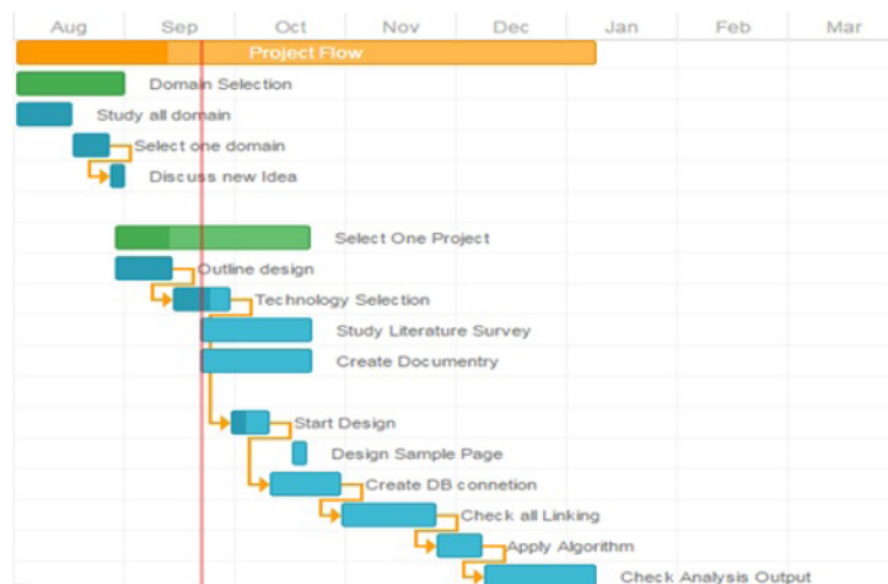 Aug Sep Oct Nov Dec Jan Feb Mar
Project Flow
Domain Selection
Study all domain
Select one domain
Discuss new Idea
Select One Project
Outline design
Technology Selection
Study Literature Survey
Create Documentry
Start Design
Design Sample Page
Create DB connetion
Check all Linking
Apply Algorithm
Check Analysis Output